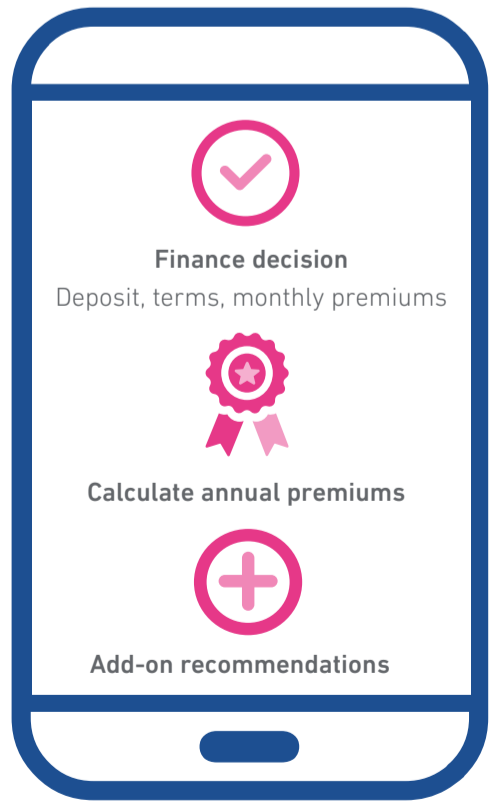 Finance decision
Deposit, terms, monthly premiums
Calculate annual premiums
Add-on recommendations